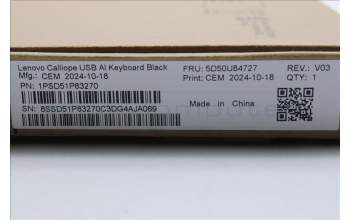 Lenovo Calliope USB AI Keyboard Black
FRU: 5D50U84727
REV.: V03
Mfg.: CEM 2024-10-18
Print: CEM 2024-10-18
QTY: 1
PN: 1PSD51P83270
Made in
China
SN: 8SSD51P83270C3DG4AJA069